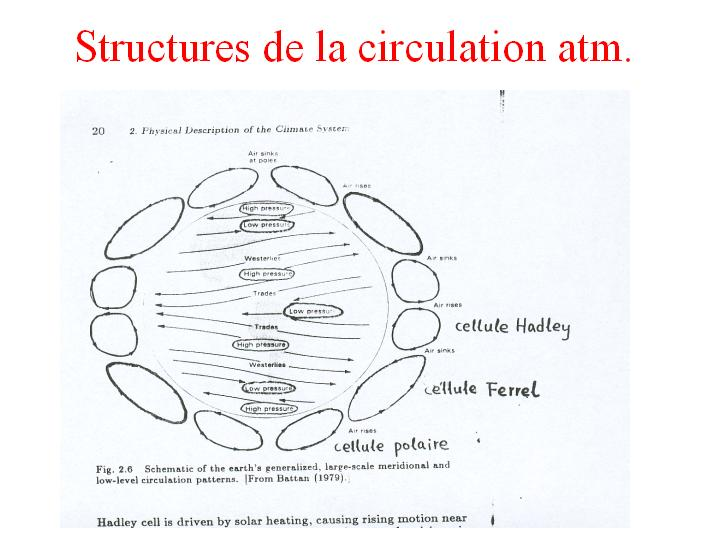 Structures de la circulation atm.
20 2. Physical Description of the Climate System
Air sinks
at poles
Air rises
High pressure
Low pressure
Westerlies
Air sinks
High pressure
Trades
Air rises
Low pressure
Trades
cellule Hadley
High pressure
Air sinks
Westerlies
Low pressure
cellule Ferrel
High pressure
Air rises
cellule polaire
Fig. 2.6 Schematic of the earth's generalized, large-scale meridional and
low-level circulation patterns. [From Battan (1979).]
Hadley cell is driven by solar heating, causing rising motion near